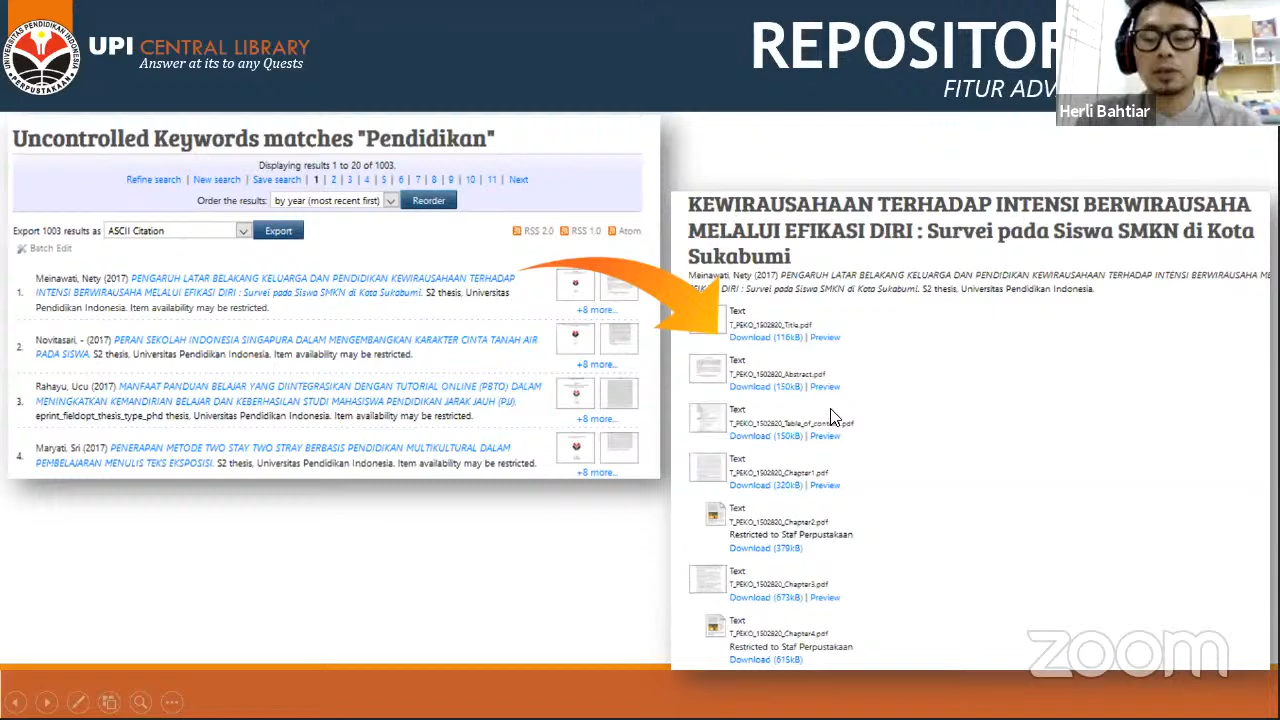 UNIVERSITAS PENDIDIKAN INDONESIA
PERPUSTAKAAN
UPI CENTRAL LIBRARY
Answer at its to any Quests
REPOSITOR
FITUR ADV
Herli Bahtiar
Uncontrolled Keywords matches "Pendidikan"
Displaying results 1 to 20 of 1003.
Refine search | New search | Save search | 1 | 2 | 3 | 4 | 5 | 6 | 7 | 8 | 9 | 10 | 11 | Next
Order the results: by year (most recent first) Reorder
Export 1003 results as ASCII Citation Export
RSS 2.0 RSS 1.0 Atom
Batch Edit
1. Meinawati, Nety (2017) PENGARUH LATAR BELAKANG KELUARGA DAN PENDIDIKAN KEWIRAUSAHAAN TERHADAP
INTENSI BERWIRAUSAHA MELALUI EFIKASI DIRI : Survei pada Siswa SMKN di Kota Sukabumi. S2 thesis, Universitas
Pendidikan Indonesia. Item availability may be restricted.
+8 more...
2. Novitasari, - (2017) PERAN SEKOLAH INDONESIA SINGAPURA DALAM MENGEMBANGKAN KARAKTER CINTA TANAH AIR
PADA SISWA. S2 thesis, Universitas Pendidikan Indonesia. Item availability may be restricted.
+8 more...
3. Rahayu, Ucu (2017) MANFAAT PANDUAN BELAJAR YANG DIINTEGRASIKAN DENGAN TUTORIAL ONLINE (PBTO) DALAM
MENINGKATKAN KEMANDIRIAN BELAJAR DAN KEBERHASILAN STUDI MAHASISWA PENDIDIKAN JARAK JAUH (PJJ).
eprint_fieldopt_thesis_type_phd thesis, Universitas Pendidikan Indonesia. Item availability may be restricted.
+8 more...
4. Maryati, Sri (2017) PENERAPAN METODE TWO STAY TWO STRAY BERBASIS PENDIDIKAN MULTIKULTURAL DALAM
PEMBELAJARAN MENULIS TEKS EKSPOSISI. S2 thesis, Universitas Pendidikan Indonesia. Item availability may be restricted.
+8 more...
KEWIRAUSAHAAN TERHADAP INTENSI BERWIRAUSAHA
MELALUI EFIKASI DIRI : Survei pada Siswa SMKN di Kota
Sukabumi
Meinawati, Nety (2017) PENGARUH LATAR BELAKANG KELUARGA DAN PENDIDIKAN KEWIRAUSAHAAN TERHADAP INTENSI BERWIRAUSAHA ME
DIRI : Survei pada Siswa SMKN di Kota Sukabumi. S2 thesis, Universitas Pendidikan Indonesia.
Text
T_PEKO_1502820_Title.pdf
Download (116kB) | Preview
Text
T_PEKO_1502820_Abstract.pdf
Download (150kB) | Preview
Text
T_PEKO_1502820_Table_of_con pdf
Download (150kB) | Preview
Text
T_PEKO_1502820_Chapter1.pdf
Download (320kB) | Preview
Text
T_PEKO_1502820_Chapter2.pdf
Restricted to Staf Perpustakaan
Download (379kB)
Text
T_PEKO_1502820_Chapter3.pdf
Download (673kB) | Preview
Text
T_PEKO_1502820_Chapter4.pdf
Restricted to Staf Perpustakaan
Download (615kB)
zoom